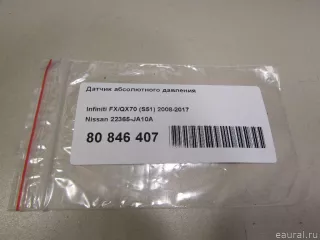 Датчик абсолютного давления
Infiniti FX/QX70 (S51) 2008-2017
Nissan 22365-JA10A
80 846 407
eaural.ru